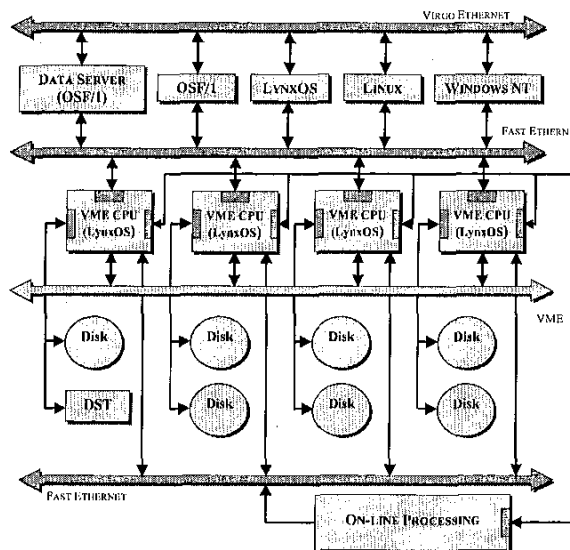 VIRGO ETHERNET
DATA SERVER
(OSF/1)
OSF/1
LYNXOS
LINUX
WINDOWS NT
FAST ETHERN
VME CPU
(LynxOS)
VME CPU
(LynxOS)
VME CPU
(LynxOS)
VME CPU
(LynxOS)
VME
Disk
Disk
Disk
Disk
DST
Disk
Disk
Disk
FAST ETHERNET
ON-LINE PROCESSING